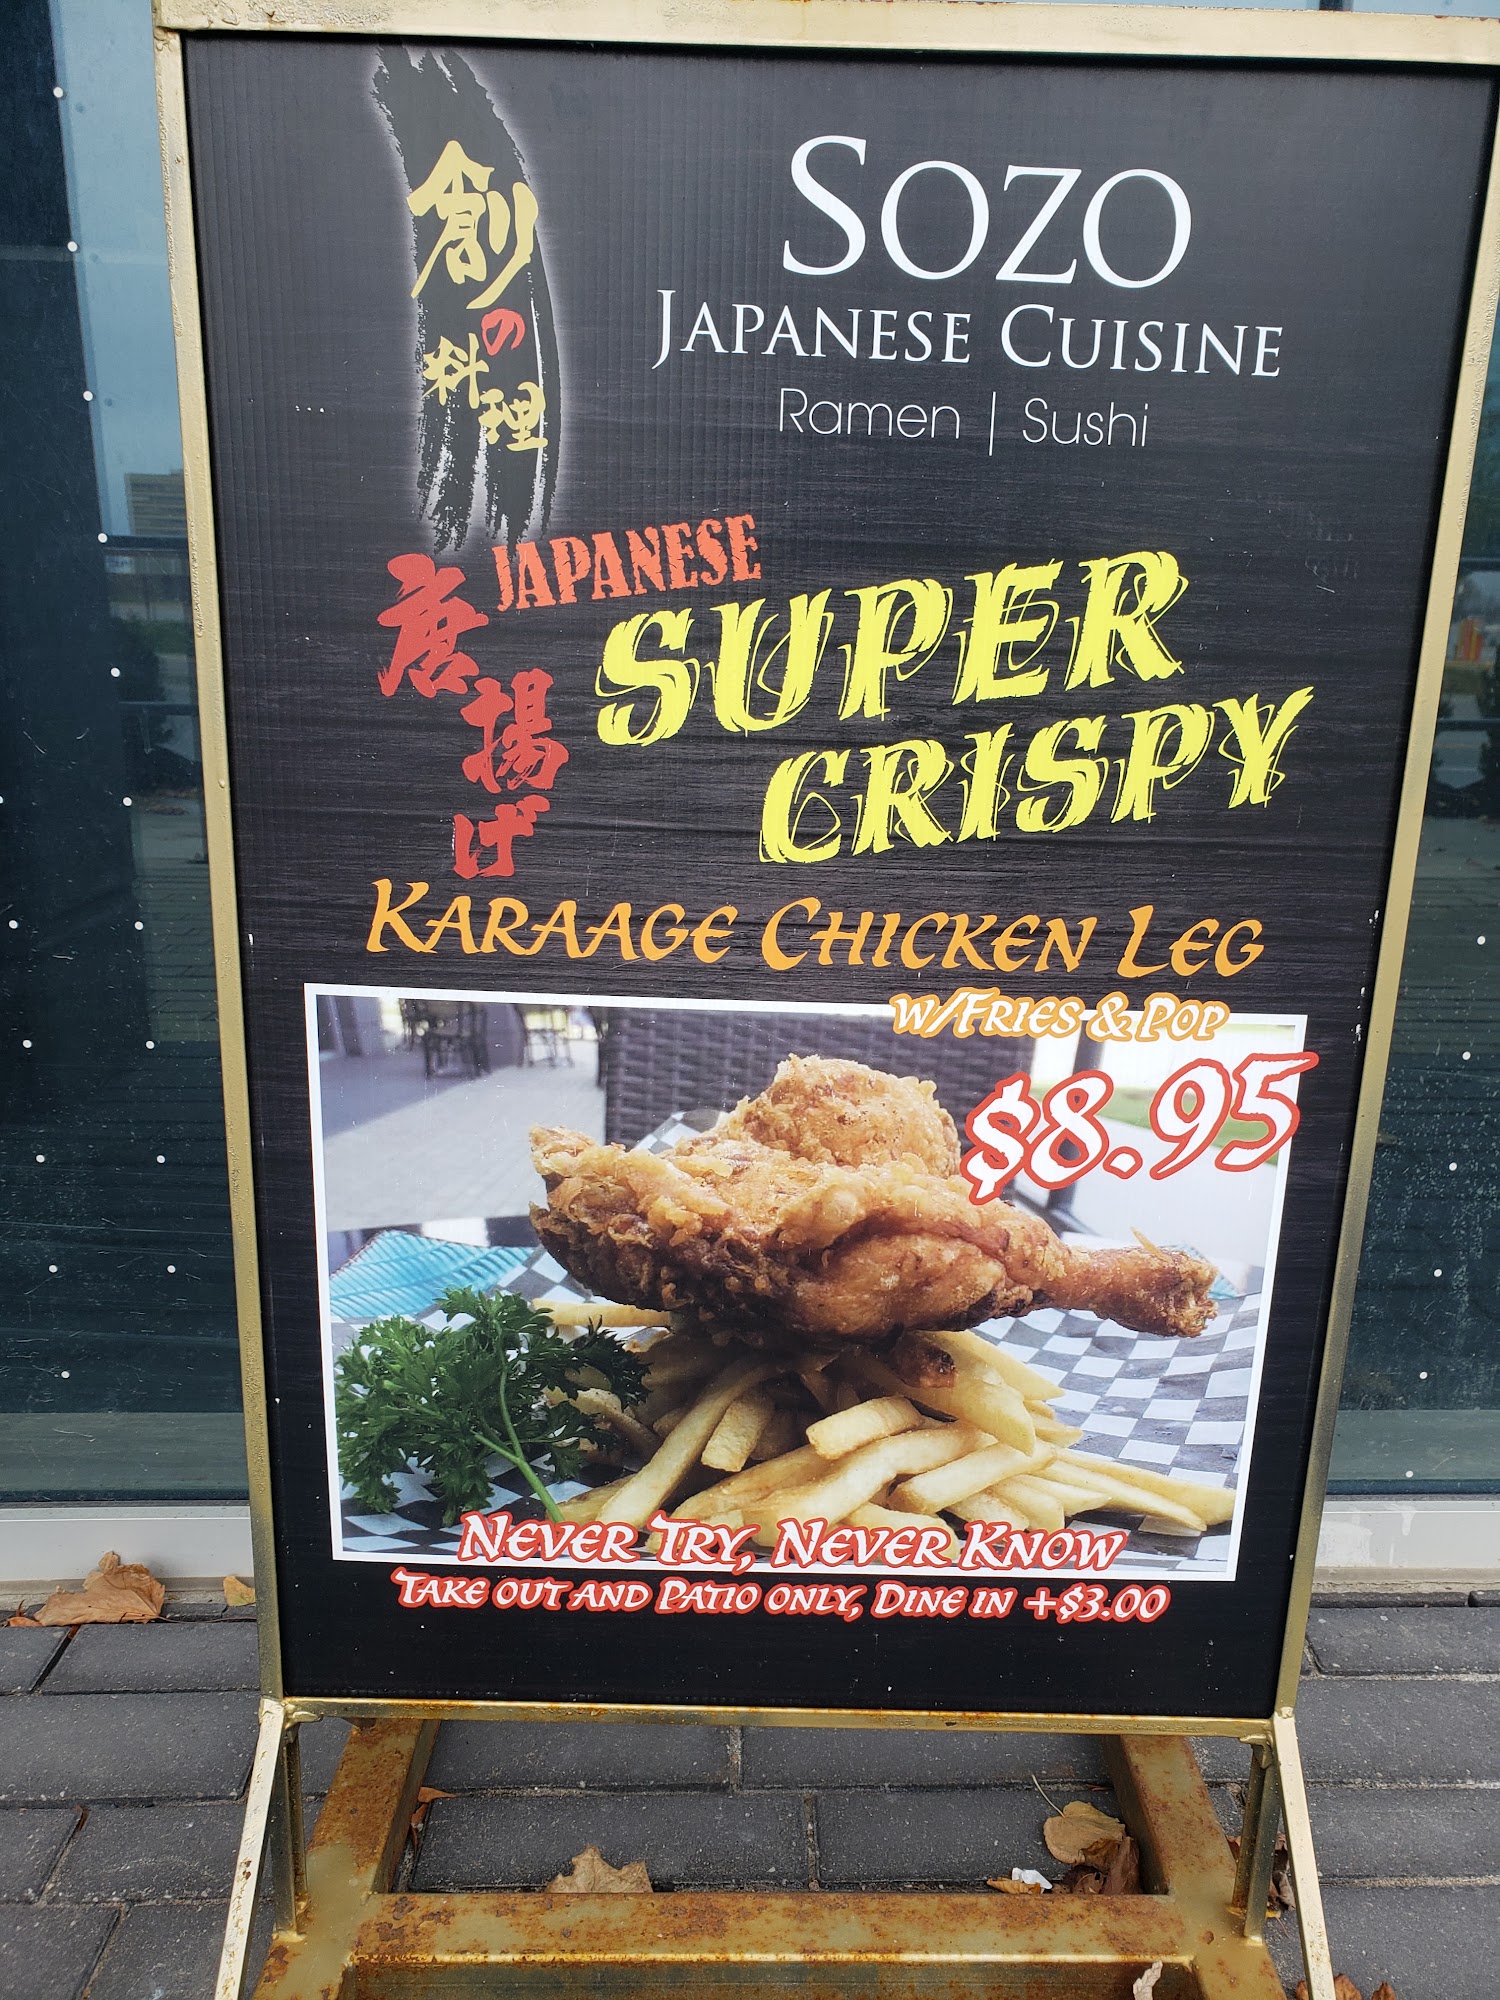 創の料理
SOZO
JAPANESE CUISINE
Ramen | Sushi
唐揚げ
JAPANESE
SUPER
CRISPY
KARAAGE CHICKEN LEG
W/FRIES & POP
$8.95
NEVER TRY, NEVER KNOW
TAKE OUT AND PATIO ONLY, DINE IN +$3.00